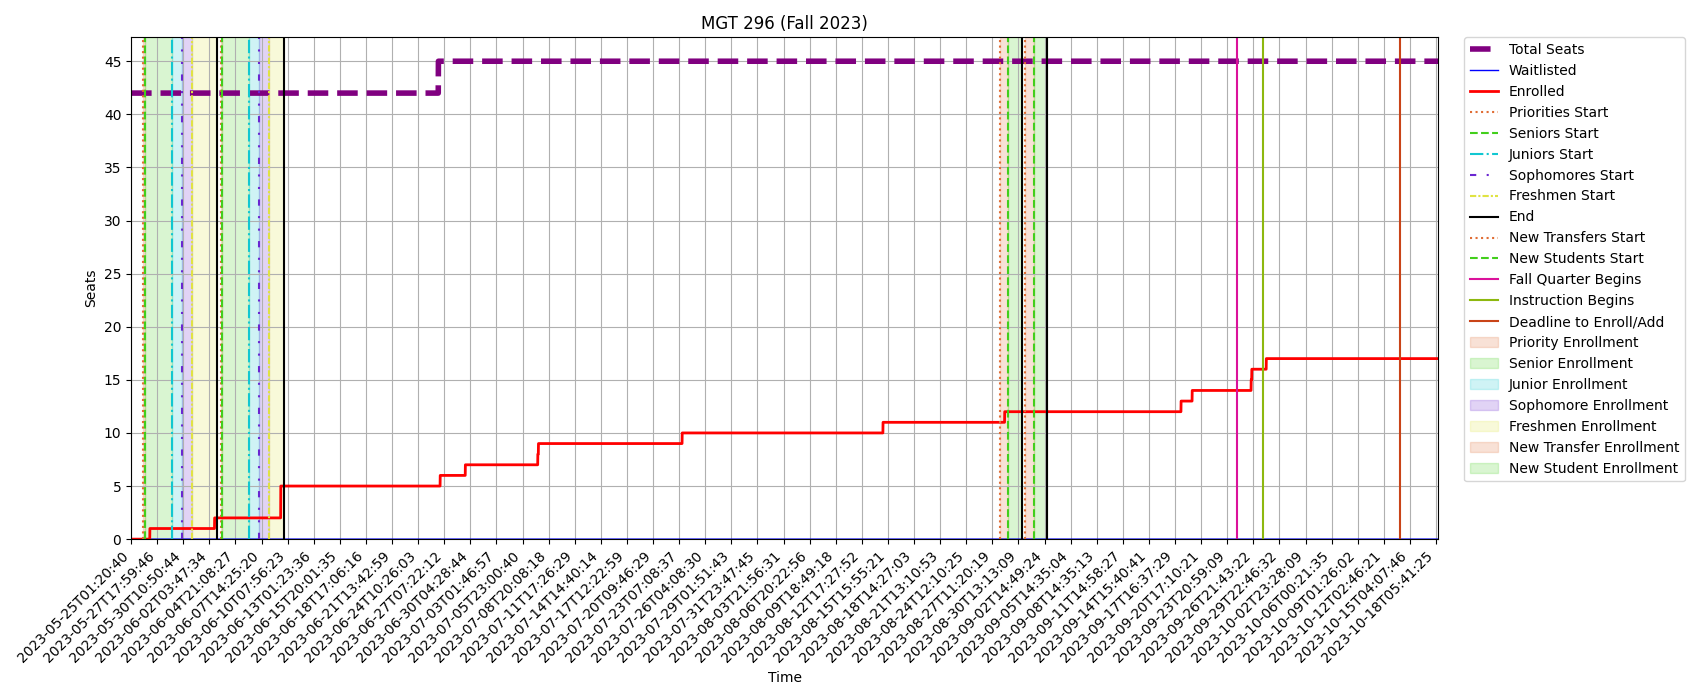 MGT 296 (Fall 2023)
Seats
45
40
35
30
25
20
15
10
5
0
2023-05-25T01:20:40
2023-05-27T17:59:46
2023-05-30T10:50:44
2023-06-02T03:47:34
2023-06-04T21:08:27
2023-06-07T14:25:20
2023-06-10T07:56:23
2023-06-13T01:23:36
2023-06-15T20:01:35
2023-06-18T17:06:16
2023-06-21T13:42:59
2023-06-24T10:26:03
2023-06-27T07:22:12
2023-06-30T04:28:44
2023-07-03T01:46:57
2023-07-05T23:00:40
2023-07-08T20:08:18
2023-07-11T17:26:29
2023-07-14T14:40:14
2023-07-17T12:22:59
2023-07-20T09:46:29
2023-07-23T07:08:37
2023-07-26T04:08:30
2023-07-29T01:51:43
2023-07-31T23:47:45
2023-08-03T21:56:31
2023-08-06T20:22:56
2023-08-09T18:49:18
2023-08-12T17:27:52
2023-08-15T15:55:21
2023-08-18T14:27:03
2023-08-21T13:10:53
2023-08-24T12:10:25
2023-08-27T11:20:19
2023-08-30T13:13:09
2023-09-02T14:49:24
2023-09-05T14:35:04
2023-09-08T14:35:13
2023-09-11T14:58:27
2023-09-14T15:40:41
2023-09-17T16:37:29
2023-09-20T17:10:21
2023-09-23T20:59:09
2023-09-26T21:43:22
2023-09-29T22:46:32
2023-10-02T23:28:09
2023-10-06T00:21:35
2023-10-09T01:26:02
2023-10-12T02:46:21
2023-10-15T04:07:46
2023-10-18T05:41:25
Time
Total Seats
Waitlisted
Enrolled
Priorities Start
Seniors Start
Juniors Start
Sophomores Start
Freshmen Start
End
New Transfers Start
New Students Start
Fall Quarter Begins
Instruction Begins
Deadline to Enroll/Add
Priority Enrollment
Senior Enrollment
Junior Enrollment
Sophomore Enrollment
Freshmen Enrollment
New Transfer Enrollment
New Student Enrollment